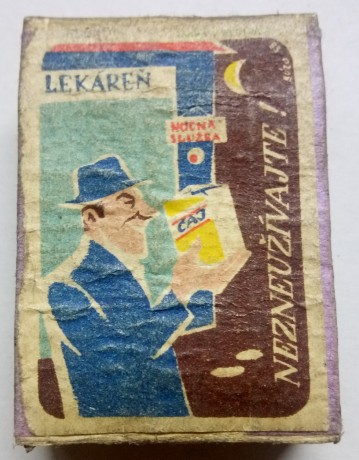 LEKÁREŇ
NOČNÁ
SLUŽBA
ČAJ
NEZNEUŽÍVAJTE!